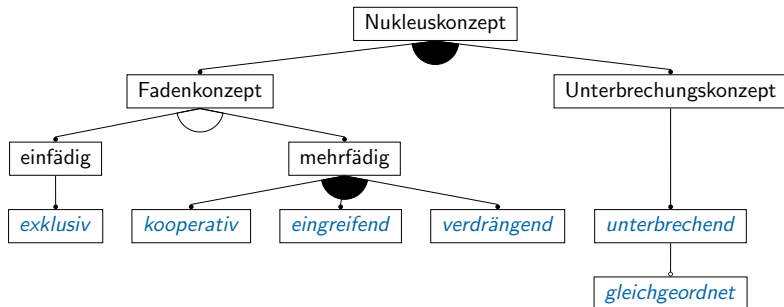 Nukleuskonzept
Fadenkonzept
Unterbrechungskonzept
einfädig
mehrfädig
exklusiv
kooperativ
eingreifend
verdrängend
unterbrechend
gleichgeordnet